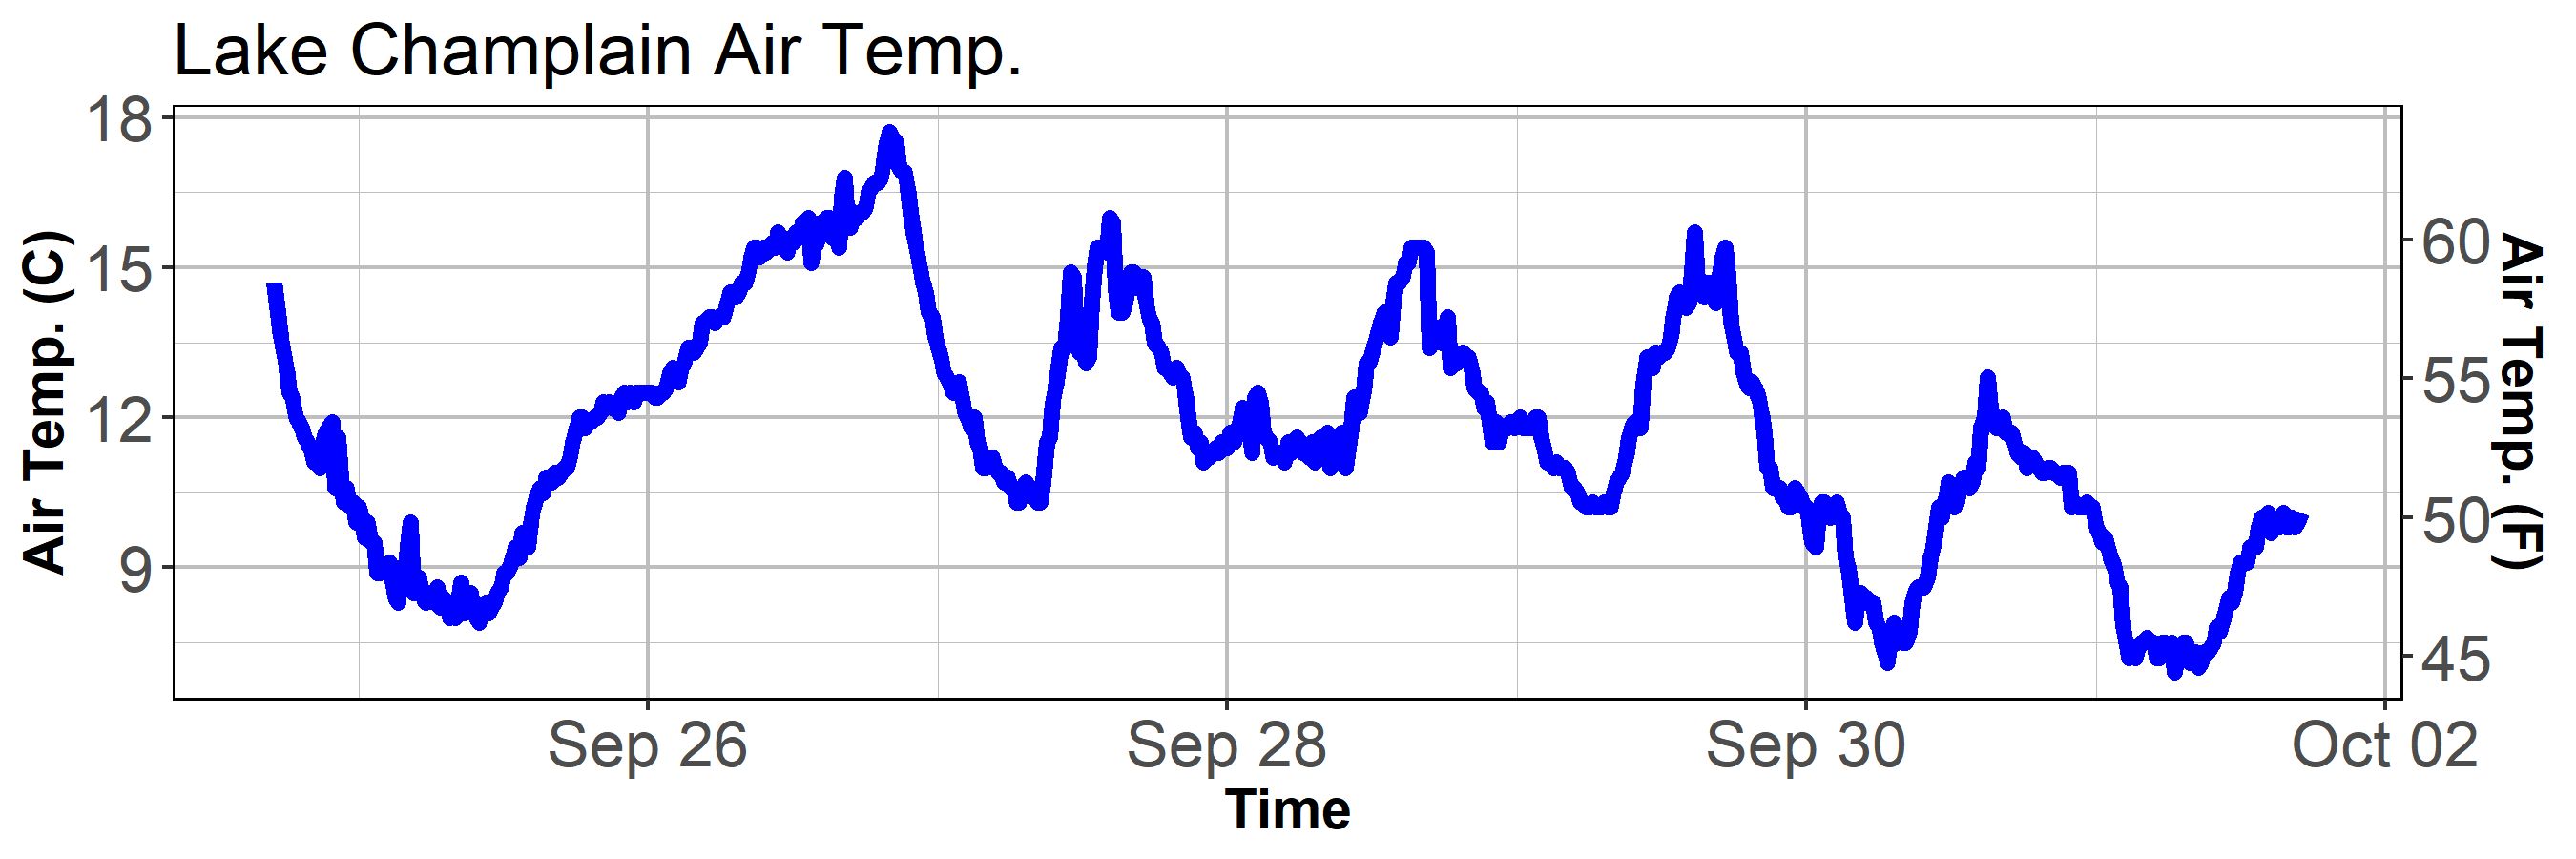 Lake Champlain Air Temp.
Air Temp. (C)
18
15
12
9
60
55
50
45
Air Temp. (F)
Sep 26 Sep 28 Sep 30 Oct 02
Time